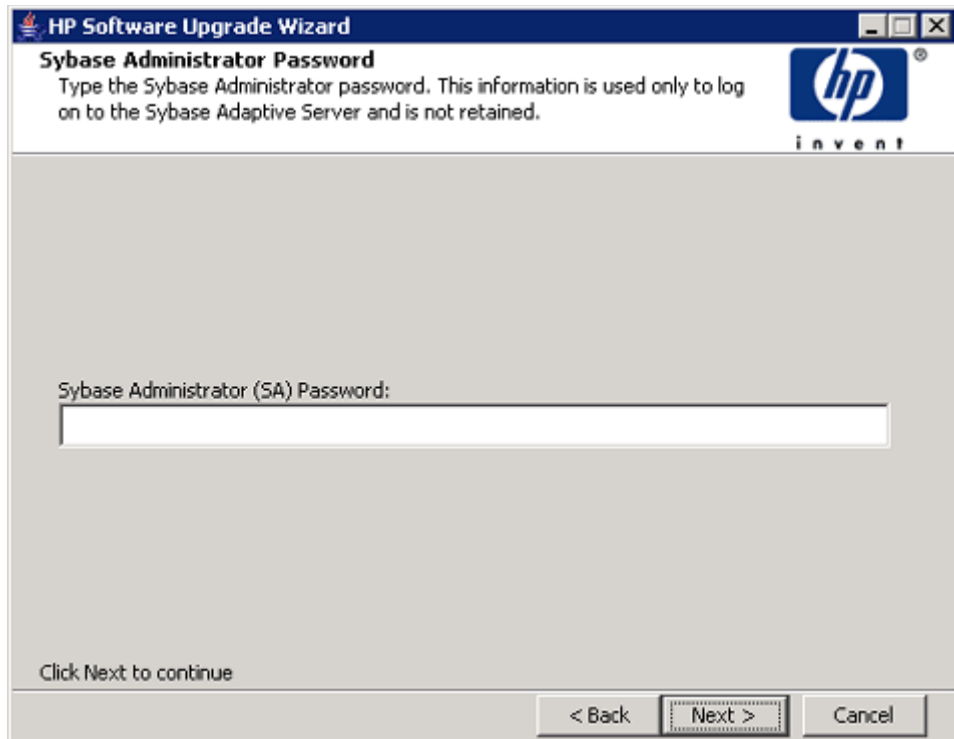 HP Software Upgrade Wizard
Sybase Administrator Password
Type the Sybase Administrator password. This information is used only to log
on to the Sybase Adaptive Server and is not retained.
hp
®
invent
Sybase Administrator (SA) Password:
Click Next to continue
< Back
Next >
Cancel